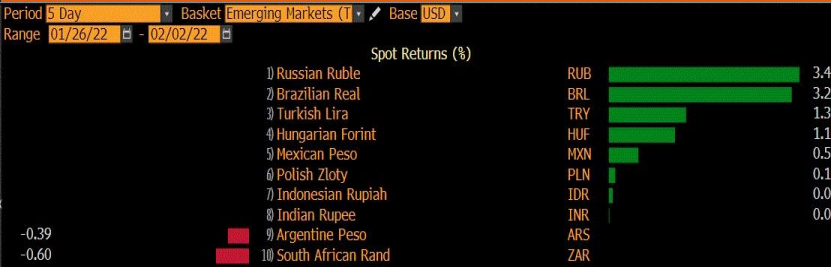 Period 5 Day Basket Emerging Markets (T Base USD
Range 01/26/22 - 02/02/22
Spot Returns (%)
1) Russian Ruble RUB 3.4
2) Brazilian Real BRL 3.2
3) Turkish Lira TRY 1.3
4) Hungarian Forint HUF 1.1
5) Mexican Peso MXN 0.5
6) Polish Zloty PLN 0.1
7) Indonesian Rupiah IDR 0.0
8) Indian Rupee INR 0.0
-0.39 9) Argentine Peso ARS
-0.60 10) South African Rand ZAR